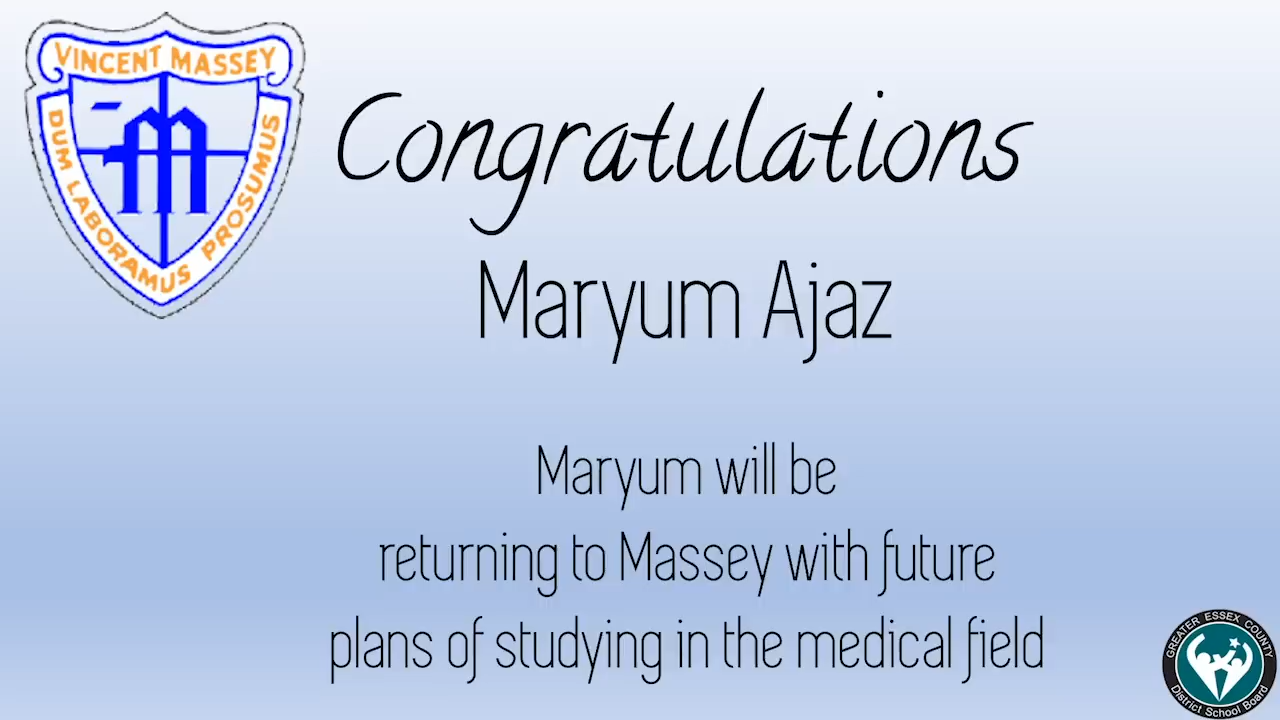 VINCENT MASSEY
DUM LABORAMUS PROSUMUS
M
Congratulations
Maryum Ajaz
Maryum will be
returning to Massey with future
plans of studying in the medical field
GREATER ESSEX COUNTY
District School Board